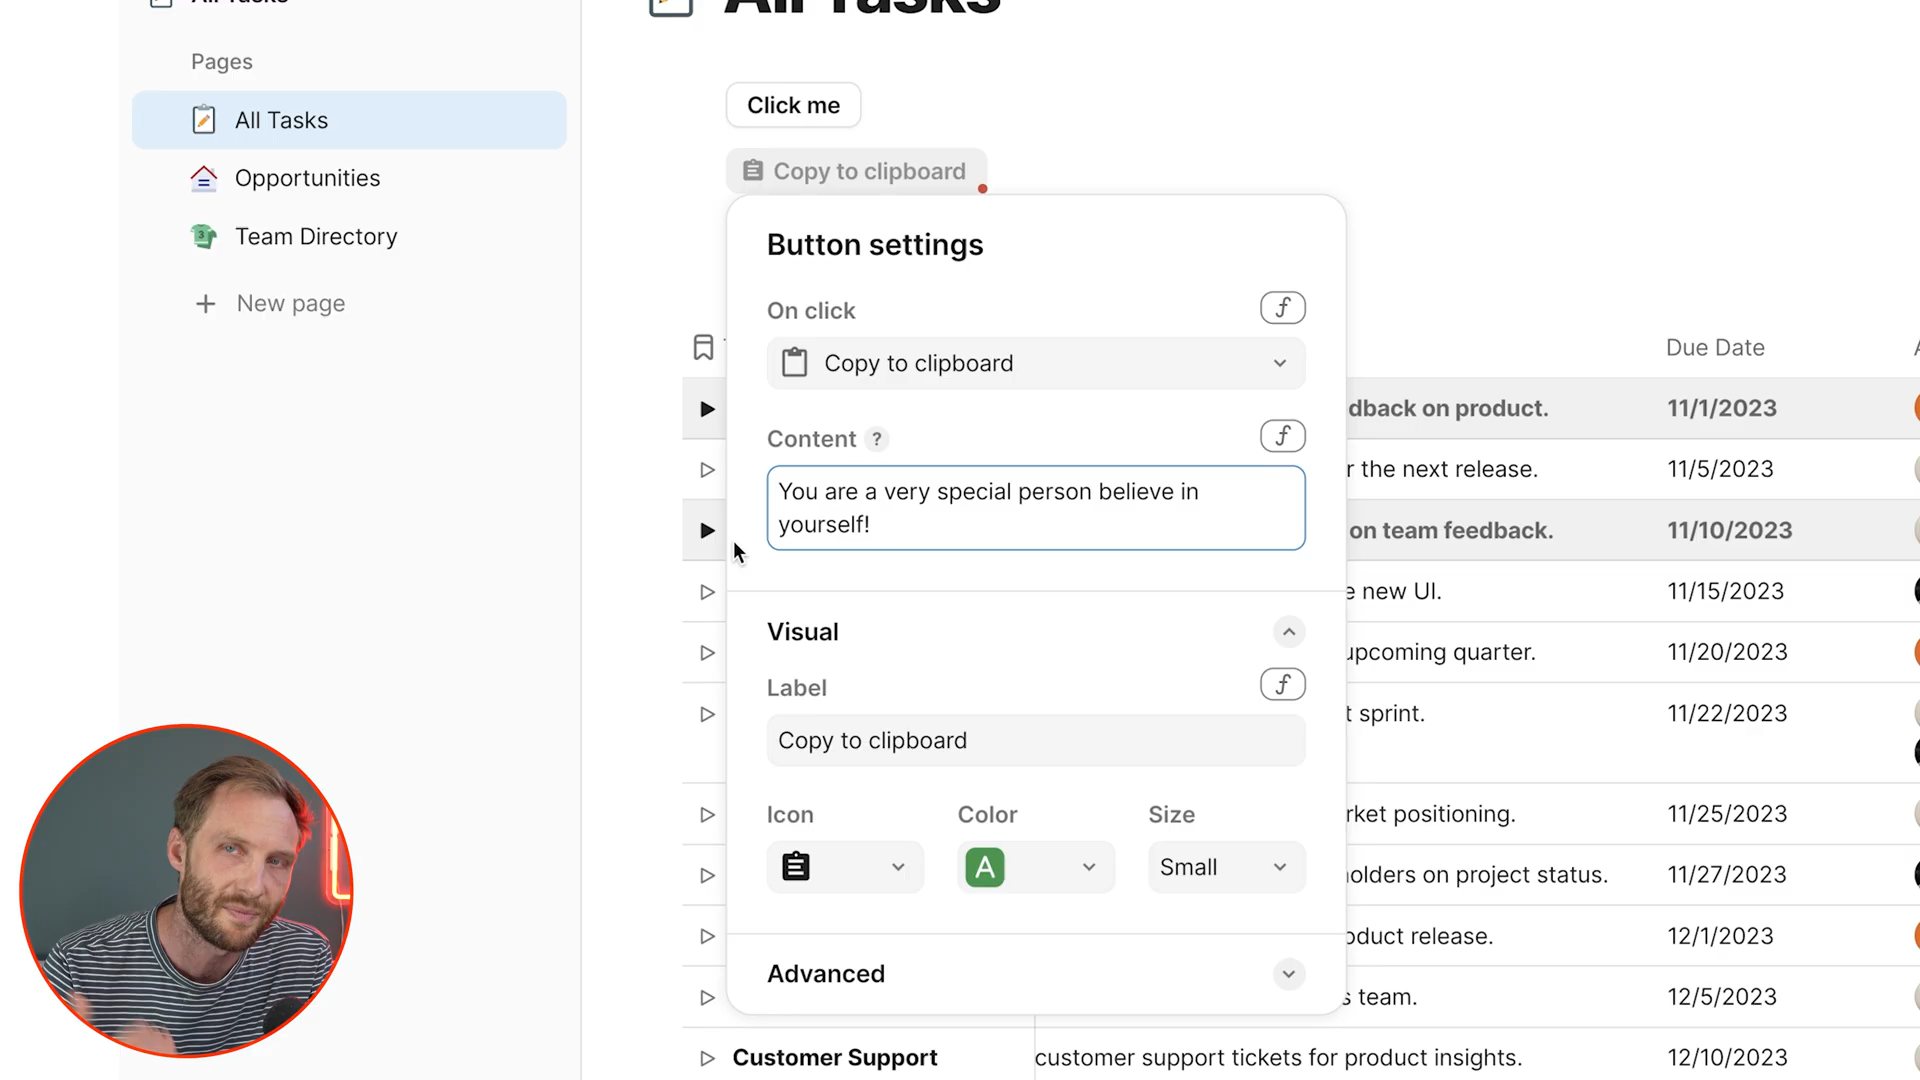 All Tasks
Pages
All Tasks
Opportunities
Team Directory
New page
All Tasks
Click me
Copy to clipboard
Button settings
On click
Copy to clipboard
Content ?
You are a very special person believe in
yourself!
Visual
Label
Copy to clipboard
Icon Color Size
A Small
Advanced
Due Date
dback on product. 11/1/2023
r the next release. 11/5/2023
on team feedback. 11/10/2023
e new UI. 11/15/2023
upcoming quarter. 11/20/2023
t sprint. 11/22/2023
rket positioning. 11/25/2023
holders on project status. 11/27/2023
oduct release. 12/1/2023
s team. 12/5/2023
Customer Support customer support tickets for product insights. 12/10/2023